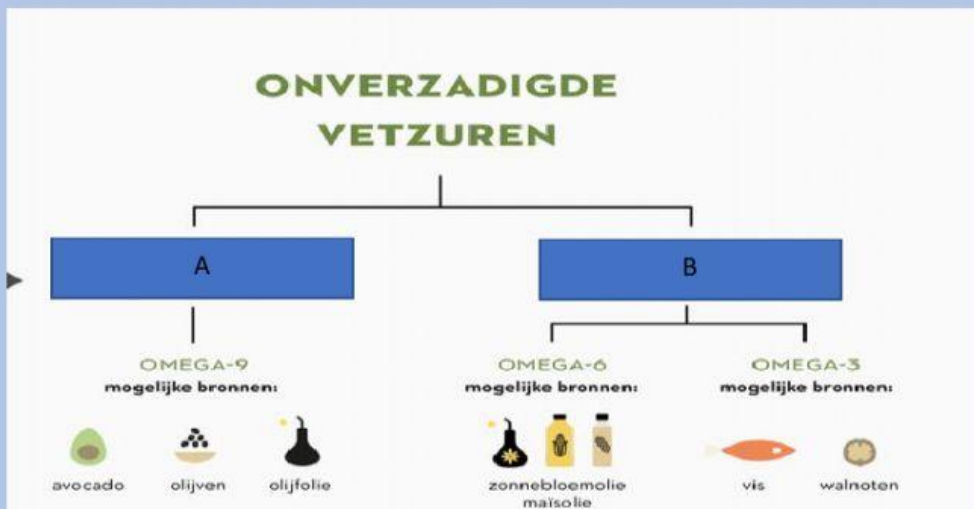 ONVERZADIGDE
VETZUREN
A
B
OMEGA-9
mogelijke bronnen:
avocado
olijven
olijfolie
OMEGA-6
mogelijke bronnen:
zonnebloemolie
maïsolie
OMEGA-3
mogelijke bronnen:
vis
walnoten